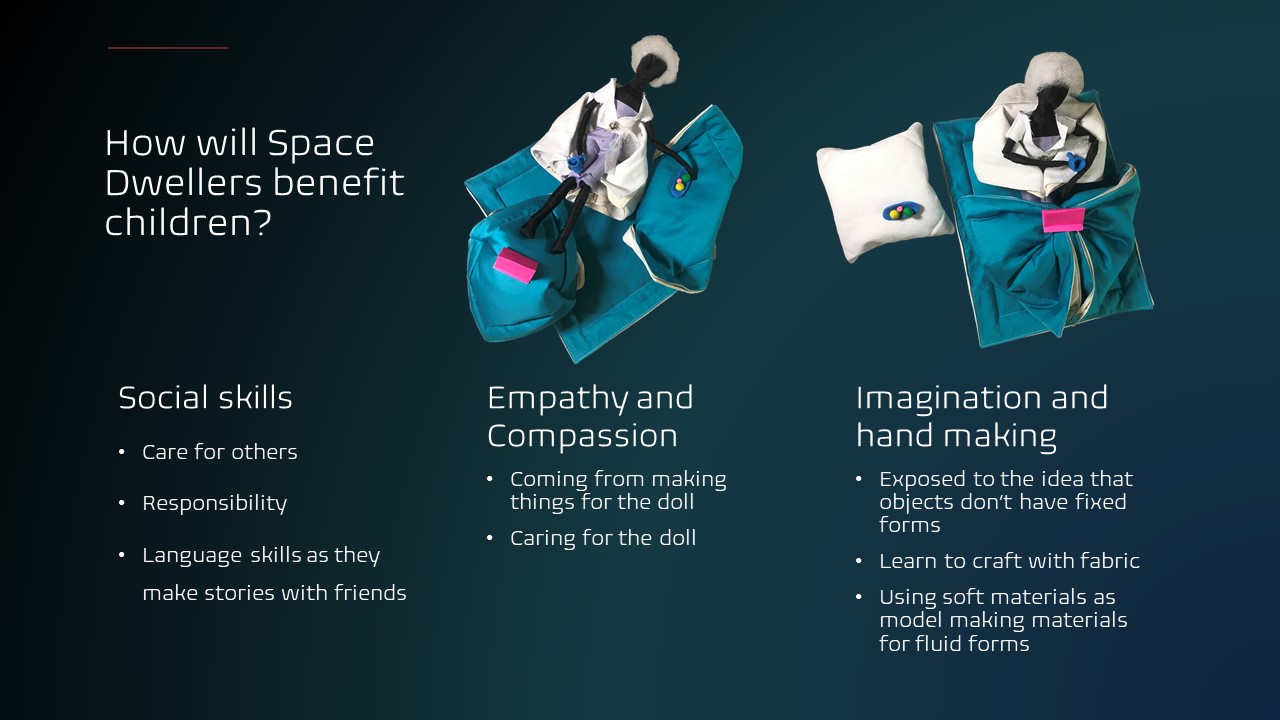 How will Space
Dwellers benefit
children?
Social skills
• Care for others
• Responsibility
• Language skills as they
make stories with friends
Empathy and
Compassion
• Coming from making
things for the doll
• Caring for the doll
Imagination and
hand making
• Exposed to the idea that
objects don’t have fixed
forms
• Learn to craft with fabric
• Using soft materials as
model making materials
for fluid forms